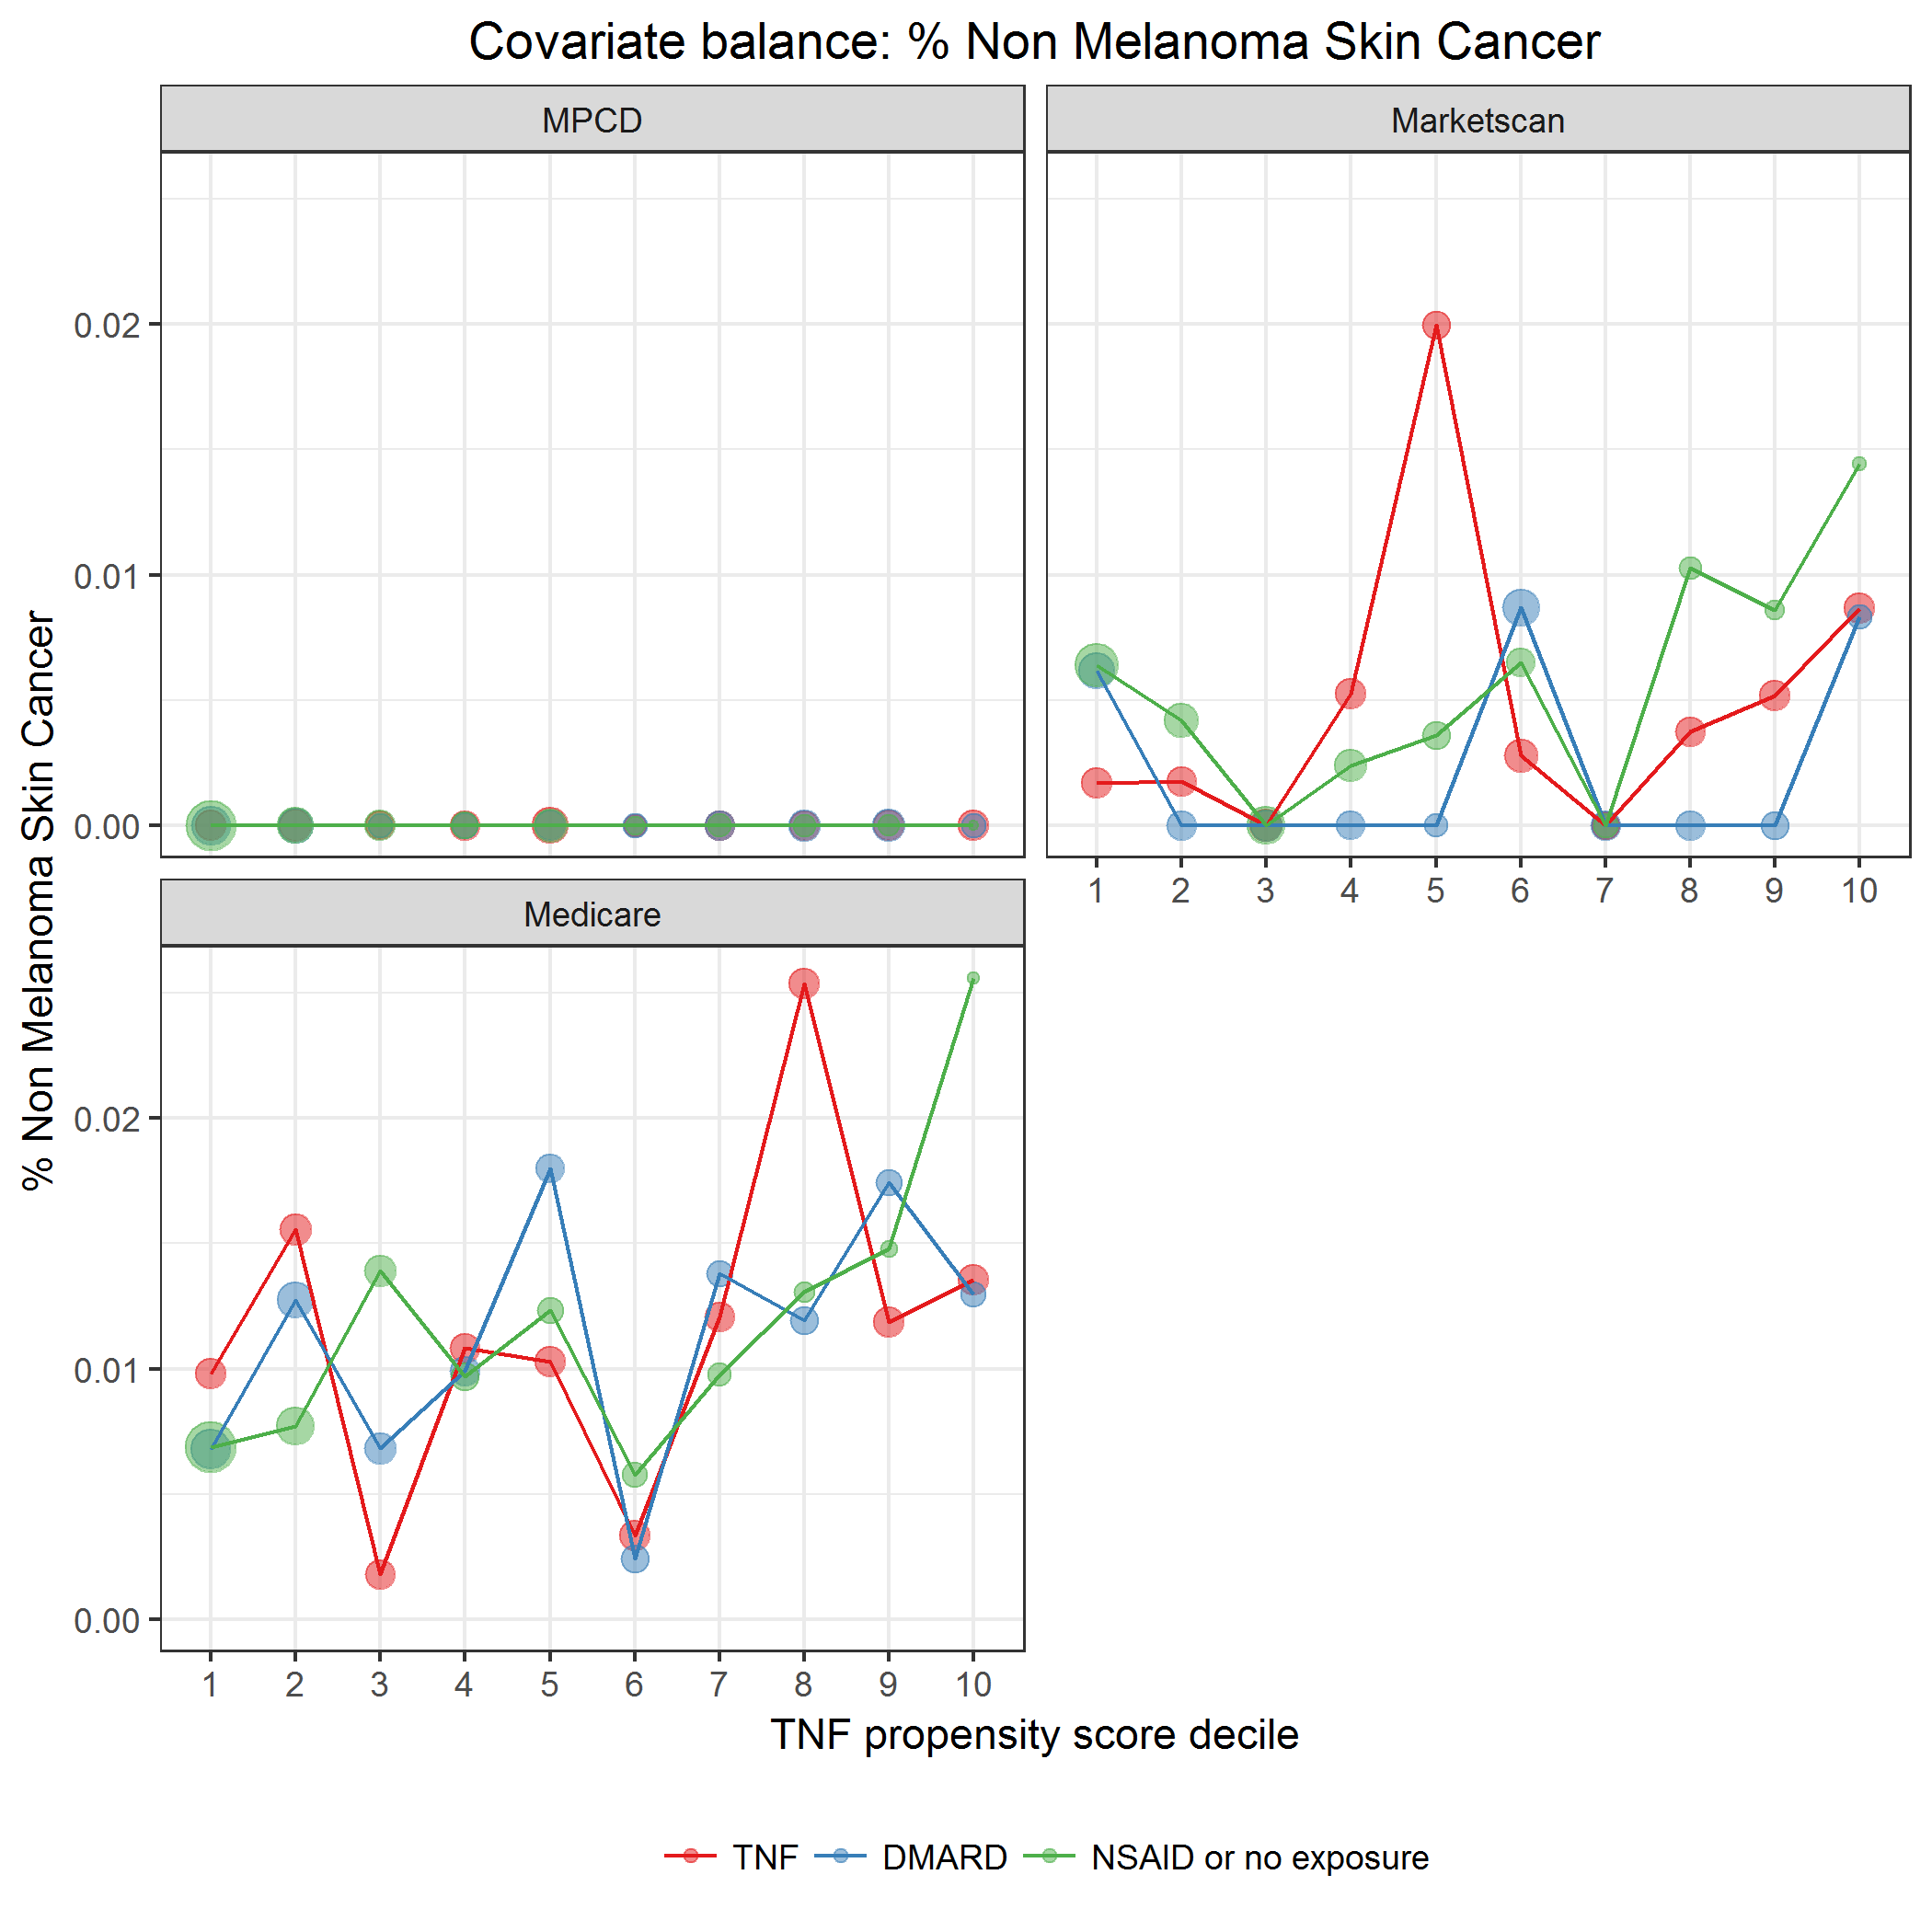 Covariate balance: % Non Melanoma Skin Cancer
MPCD
Marketscan
0.02
0.01
0.00
1 2 3 4 5 6 7 8 9 10
Medicare
0.02
0.01
0.00
1 2 3 4 5 6 7 8 9 10
% Non Melanoma Skin Cancer
TNF propensity score decile
TNF DMARD NSAID or no exposure